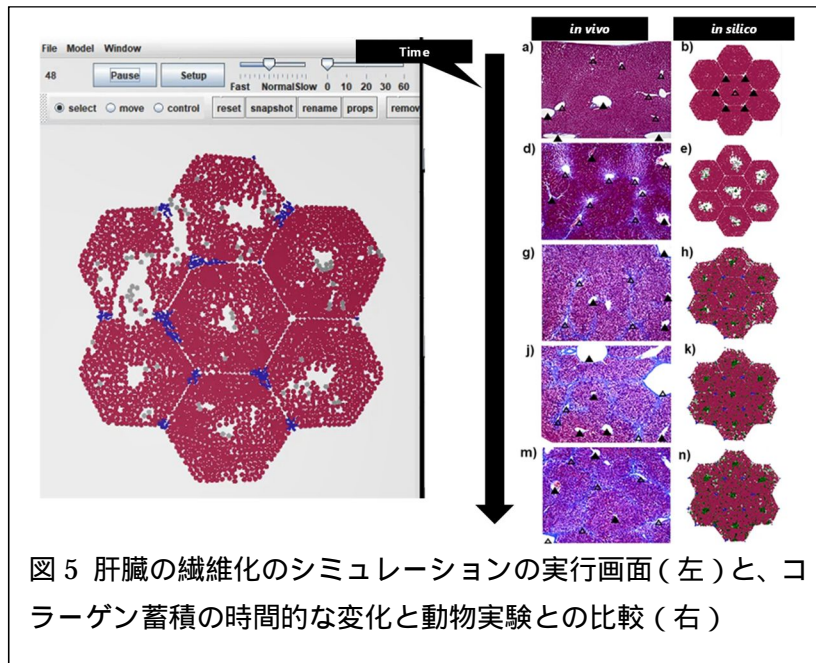 File Model Window
48 Pause Setup
Fast Normal Slow 0 10 20 30 60
select move control reset snapshot rename props remov
Time
in vivo in silico
a) b)
d) e)
g) h)
j) k)
m) n)
図 5 肝臓の繊維化のシミュレーションの実行画面(左)と、コ
ラーゲン蓄積の時間的な変化と動物実験との比較(右)